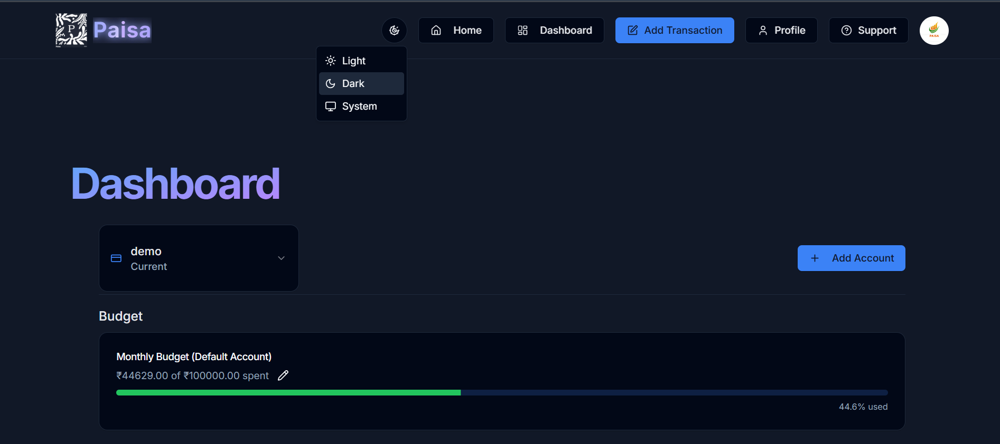 P
Paisa
Home
Dashboard
Add Transaction
Profile
Support
PAISA
Light
Dark
System
Dashboard
demo
Current
Add Account
Budget
Monthly Budget (Default Account)
₹44629.00 of ₹100000.00 spent
44.6% used